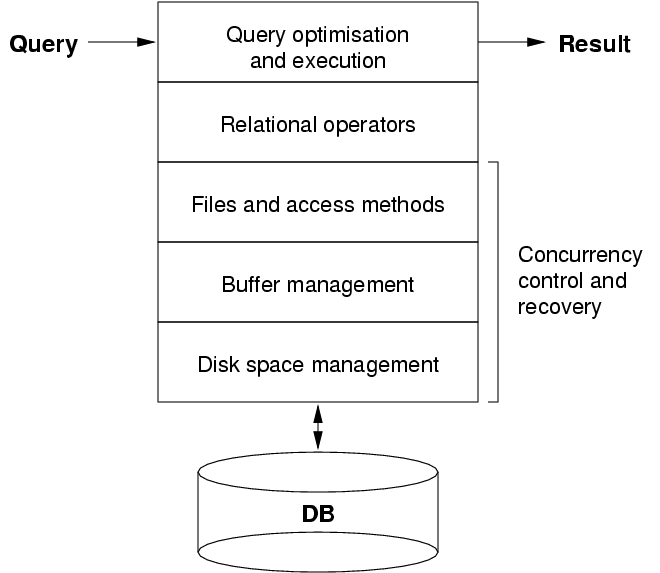 Query
Query optimisation
and execution
Result
Relational operators
Files and access methods
Buffer management
Disk space management
Concurrency
control and
recovery
DB